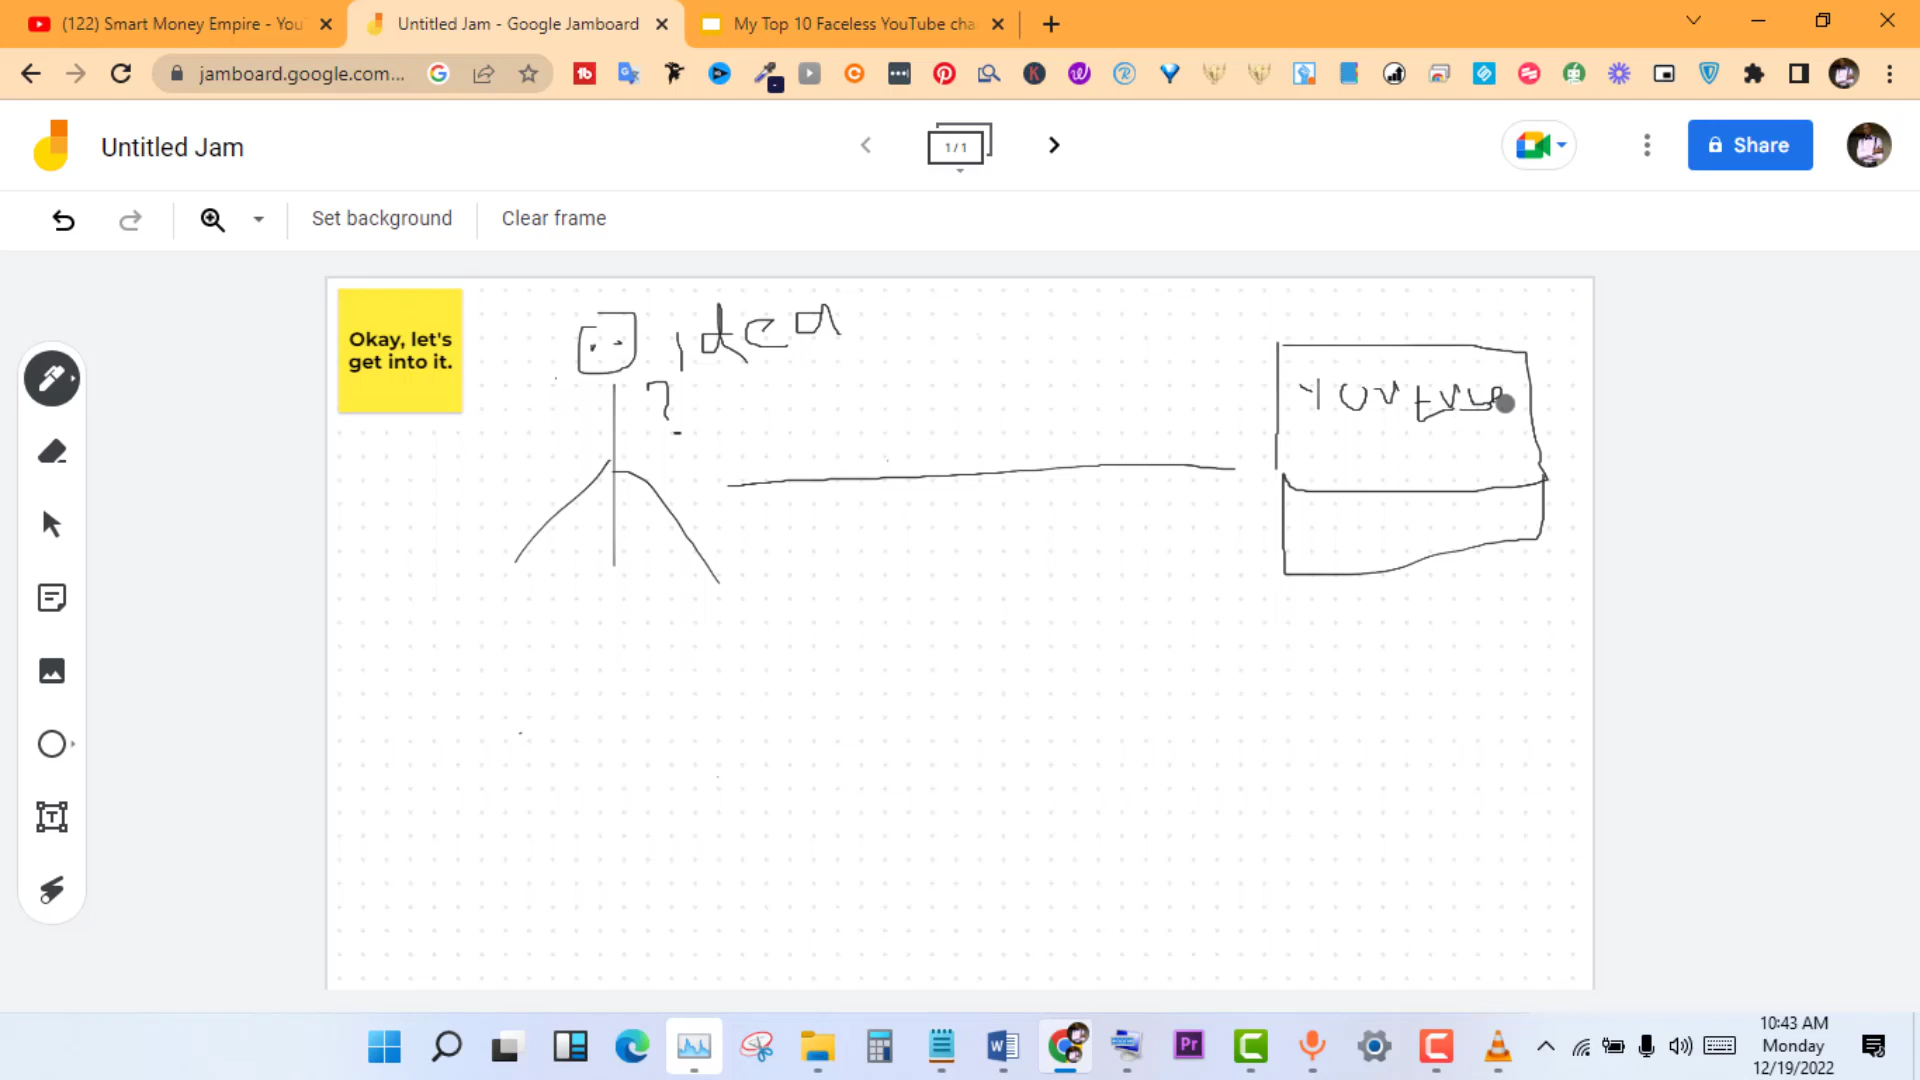 (122) Smart Money Empire - You
Untitled Jam - Google Jamboard
My Top 10 Faceless YouTube cha
jamboard.google.com...
Untitled Jam
1/1
Share
Set background
Clear frame
Okay, let's
get into it.
idea
?
10:43 AM
Monday
12/19/2022